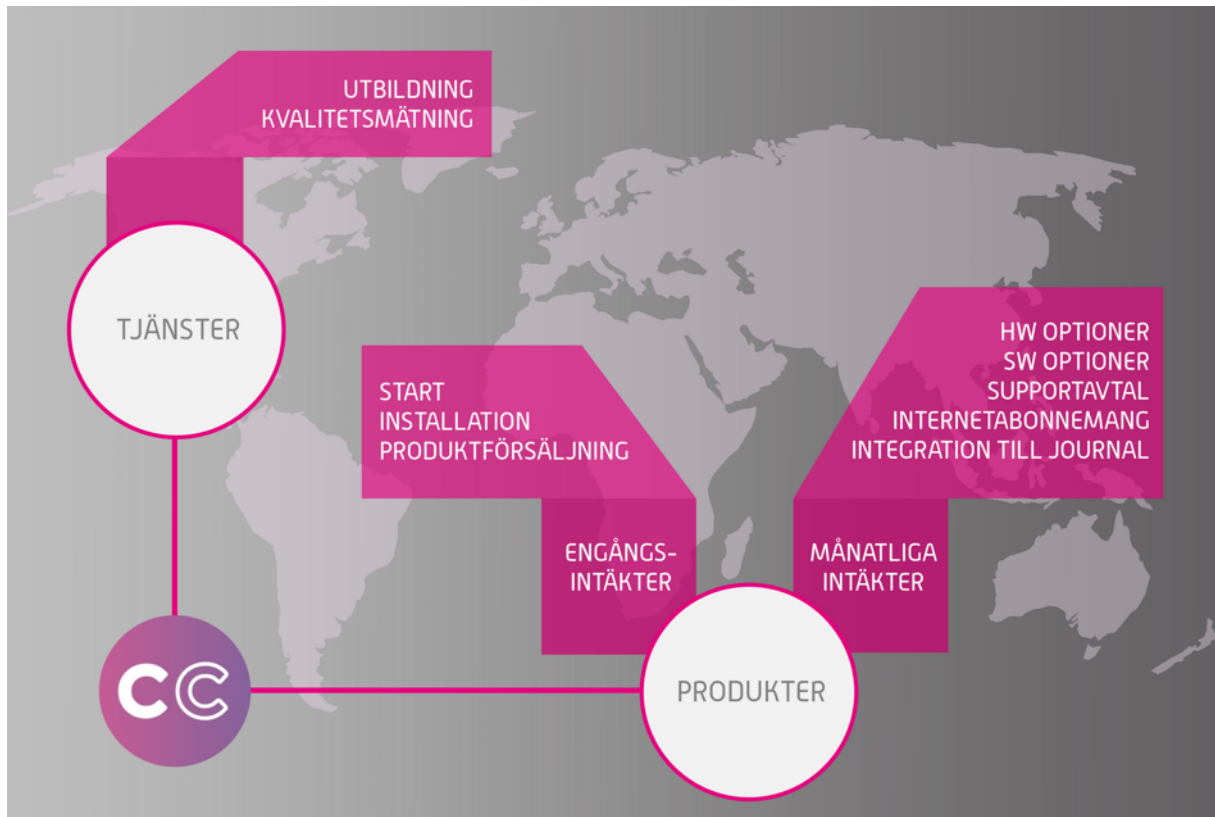 UTBILDNING
KVALITETSMÄTNING
TJÄNSTER
START
INSTALLATION
PRODUKTFÖRSÄLJNING
HW OPTIONER
SW OPTIONER
SUPPORTAVTAL
INTERNETABONNEMANG
INTEGRATION TILL JOURNAL
ENGÅNGS-
INTÄKTER
MÅNATLIGA
INTÄKTER
CC
PRODUKTER